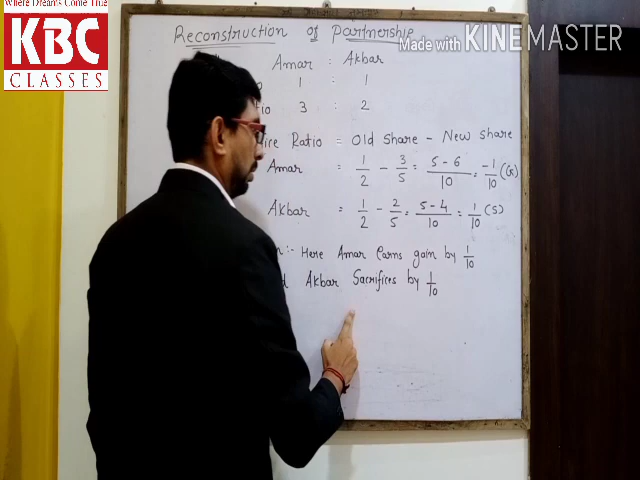 Where Dreams Come True
KBC
CLASSES
Made with KINEMASTER
Reconstruction of Partnership
Amar : Akbar
1 : 1
3 : 2
Ratio = Old share - New share
Amar = 1/2 - 3/5 = 5-6/10 = -1/10 (G)
Akbar = 1/2 - 2/5 = 5-4/10 = 1/10 (S)
:- Here Amar Earns gain by 1/10
Akbar Sacrifices by 1/10